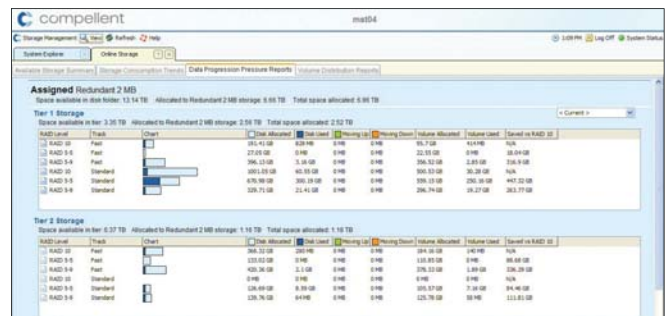 compellent
mat04
Storage Management View Refresh Help
1:09 PM Log Off System Status
System Explorer Online Storage
Available Storage Summary Storage Consumption Trends Data Progression Pressure Reports Volume Distribution Reports
Assigned Redundant 2 MB
Space available in disk folder: 13.14 TB Allocated to Redundant 2 MB storage: 6.66 TB Total space allocated: 6.96 TB
Tier 1 Storage
< Current >
Space available in tier: 3.35 TB Allocated to Redundant 2 MB storage: 2.56 TB Total space allocated: 2.52 TB
RAID Level Track Chart Disk Allocated Disk Used Moving Up Moving Down Volume Allocated Volume Used Saved vs RAID 10
RAID 10 Fast 191.41 GB 828 MB 0 MB 0 MB 95.7 GB 414 MB N/A
RAID 5-5 Fast 27.05 GB 0 MB 0 MB 0 MB 22.55 GB 0 MB 18.04 GB
RAID 5-9 Fast 396.13 GB 3.16 GB 0 MB 0 MB 356.52 GB 2.85 GB 316.9 GB
RAID 10 Standard 1001.05 GB 60.55 GB 0 MB 0 MB 500.53 GB 30.28 GB N/A
RAID 5-5 Standard 670.98 GB 300.19 GB 0 MB 0 MB 559.15 GB 250.16 GB 447.32 GB
RAID 5-9 Standard 329.71 GB 21.41 GB 0 MB 0 MB 296.74 GB 19.27 GB 263.77 GB
Tier 2 Storage
Space available in tier: 6.37 TB Allocated to Redundant 2 MB storage: 1.16 TB Total space allocated: 1.18 TB
RAID Level Track Chart Disk Allocated Disk Used Moving Up Moving Down Volume Allocated Volume Used Saved vs RAID 10
RAID 10 Fast 368.32 GB 280 MB 0 MB 0 MB 184.16 GB 140 MB N/A
RAID 5-5 Fast 133.02 GB 0 MB 0 MB 0 MB 110.85 GB 0 MB 88.68 GB
RAID 5-9 Fast 420.36 GB 2.1 GB 0 MB 0 MB 378.33 GB 1.89 GB 336.29 GB
RAID 10 Standard 0 MB 0 MB 0 MB 0 MB 0 MB 0 MB N/A
RAID 5-5 Standard 126.69 GB 8.59 GB 0 MB 0 MB 105.57 GB 7.16 GB 84.46 GB
RAID 5-9 Standard 139.76 GB 64 MB 0 MB 0 MB 125.78 GB 58 MB 111.81 GB